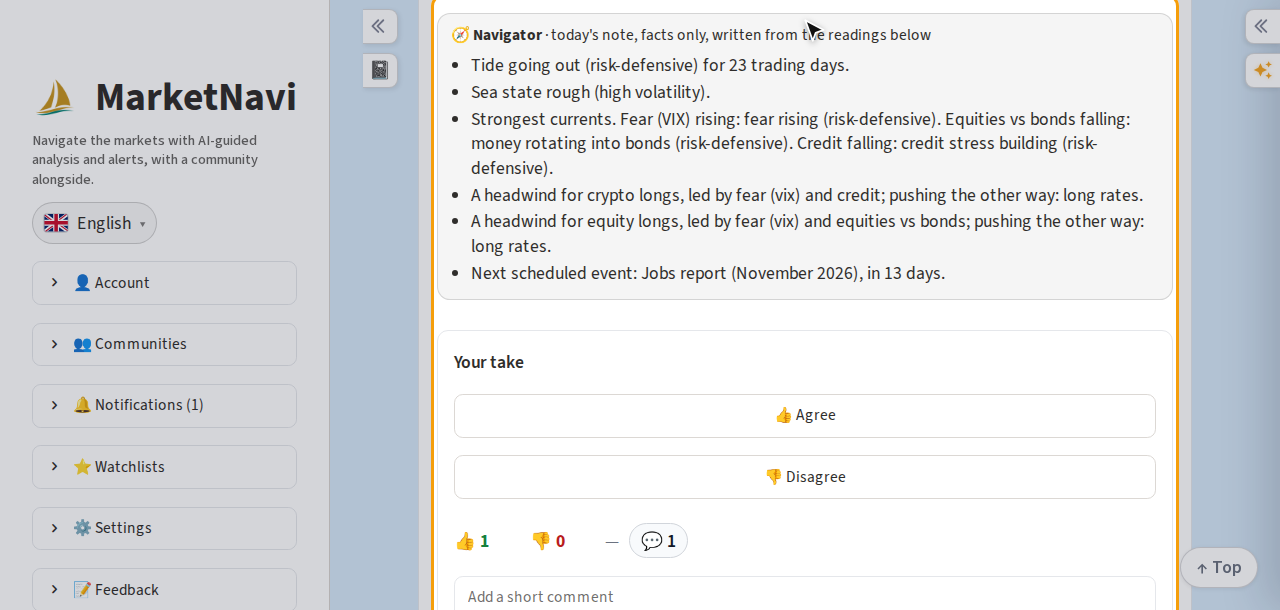 MarketNavi
Navigate the markets with AI-guided
analysis and alerts, with a community
alongside.
English
Account
Communities
Notifications (1)
Watchlists
Settings
Feedback
Navigator · today's note, facts only, written from the readings below
Tide going out (risk-defensive) for 23 trading days.
Sea state rough (high volatility).
Strongest currents. Fear (VIX) rising: fear rising (risk-defensive). Equities vs bonds falling:
money rotating into bonds (risk-defensive). Credit falling: credit stress building (risk-
defensive).
A headwind for crypto longs, led by fear (vix) and credit; pushing the other way: long rates.
A headwind for equity longs, led by fear (vix) and equities vs bonds; pushing the other way:
long rates.
Next scheduled event: Jobs report (November 2026), in 13 days.
Your take
👍 Agree
👎 Disagree
👍 1 👎 0 — 💬 1
Add a short comment
↑ Top